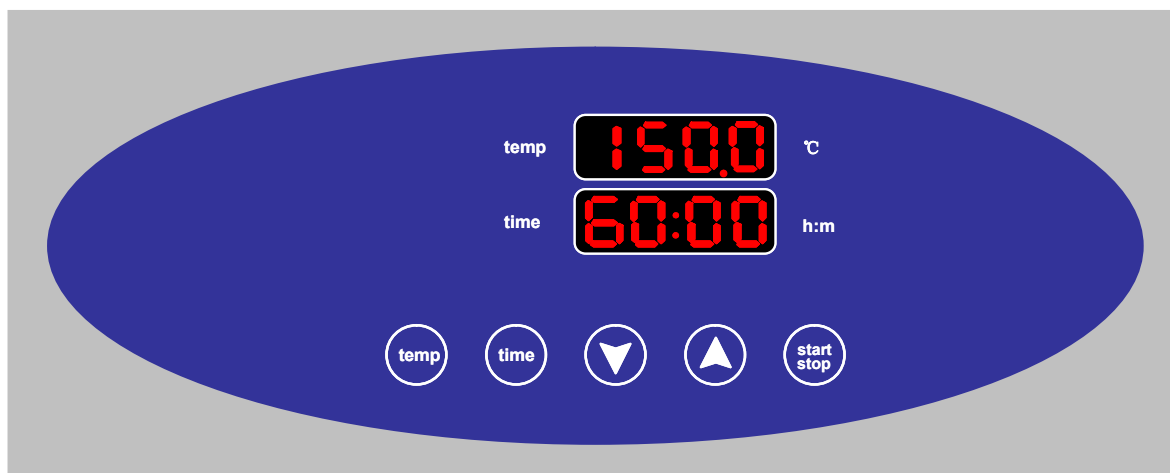 temp 150.0 ℃
time 60:00 h:m
temp time start
stop